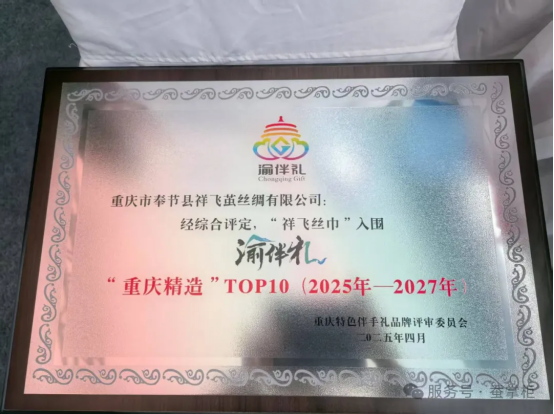 渝伴礼
Chongqing Gift
重庆市奉节县祥飞茧丝绸有限公司：
经综合评定，“祥飞丝巾”入围
渝伴礼
“重庆精造”TOP10（2025年—2027年）
重庆特色伴手礼品牌评审委员会
二〇二五年四月
服务号·蚕掌柜